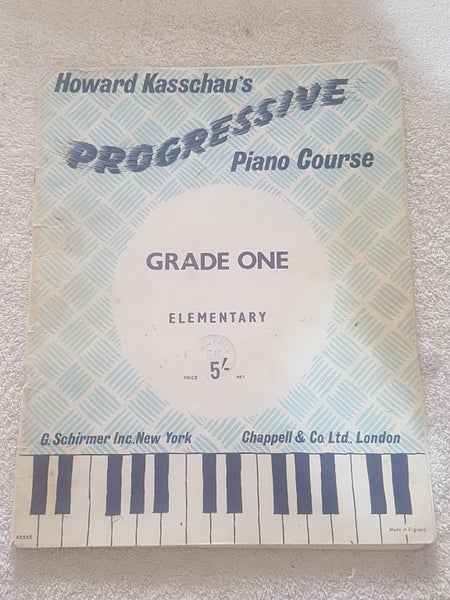 Howard Kasschau's
PROGRESSIVE
Piano Course
GRADE ONE
ELEMENTARY
PRICE 5/- NET
G. Schirmer Inc. New York Chappell & Co. Ltd., London
Made in England